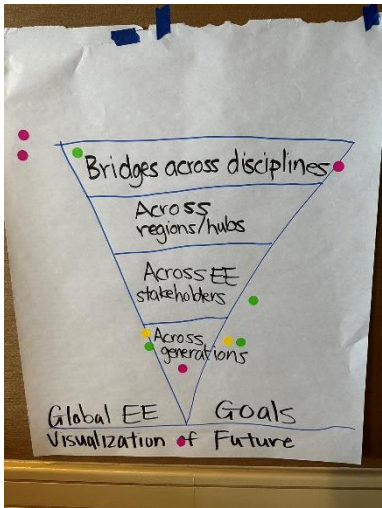 Bridges across disciplines
Across
regions/hubs
Across EE
stakeholders
Across
generations
Global EE Goals
Visualization of Future